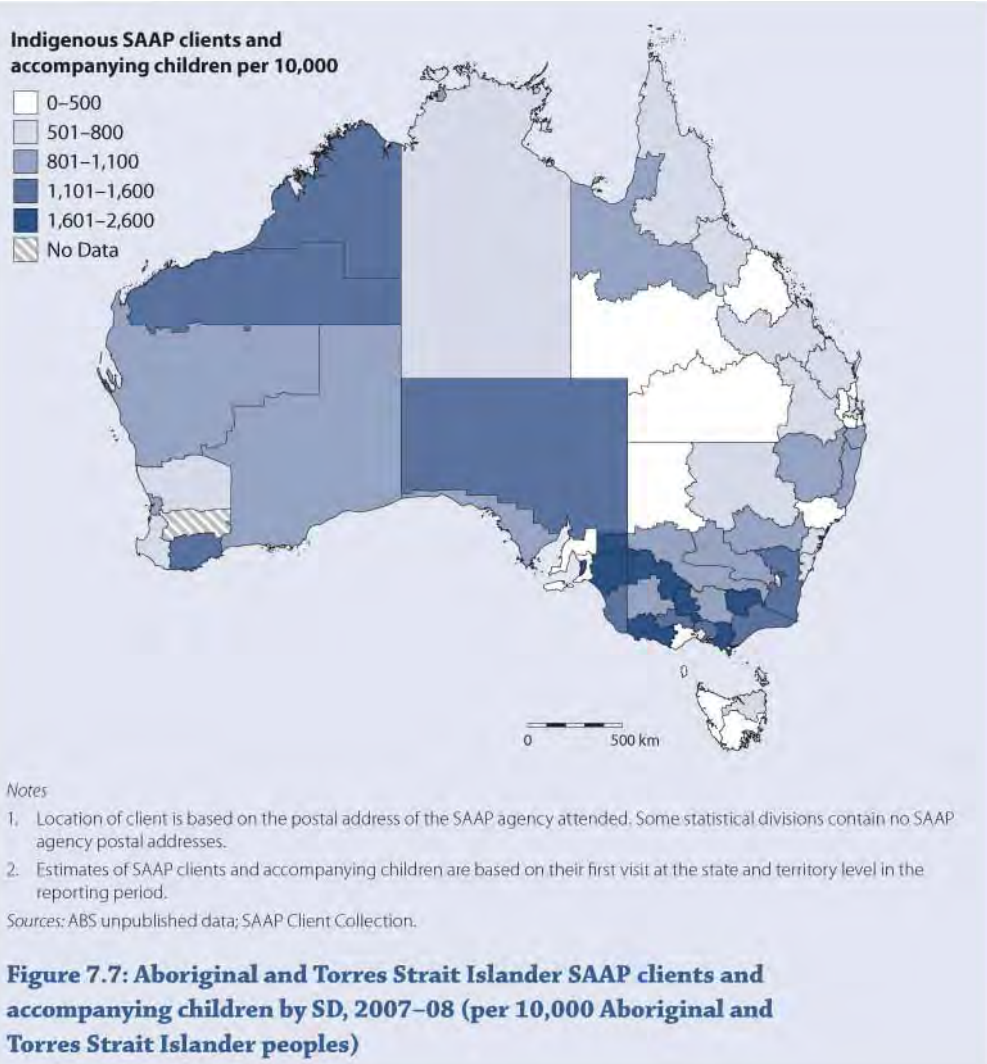 Indigenous SAAP clients and
accompanying children per 10,000
0–500
501–800
801–1,100
1,101–1,600
1,601–2,600
No Data
0
500 km
Notes
1. Location of client is based on the postal address of the SAAP agency attended. Some statistical divisions contain no SAAP
agency postal addresses.
2. Estimates of SAAP clients and accompanying children are based on their first visit at the state and territory level in the
reporting period.
Sources: ABS unpublished data; SAAP Client Collection.
Figure 7.7: Aboriginal and Torres Strait Islander SAAP clients and
accompanying children by SD, 2007–08 (per 10,000 Aboriginal and
Torres Strait Islander peoples)